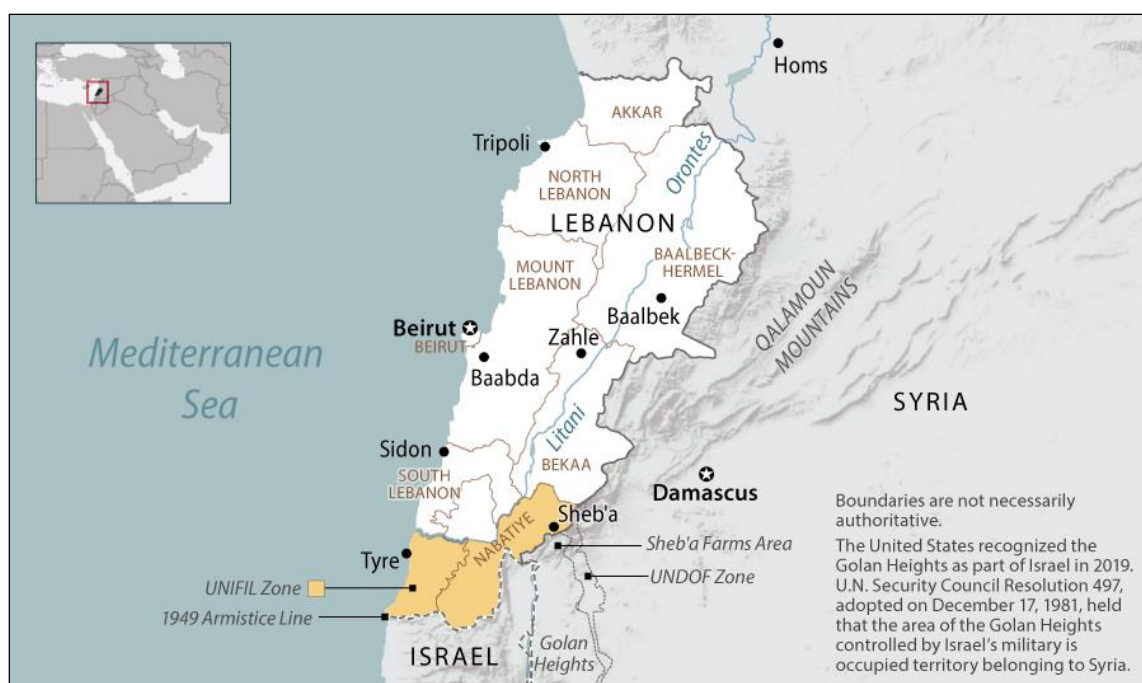 Homs
AKKAR
Tripoli
Orontes
NORTH
LEBANON
LEBANON
MOUNT
LEBANON
BAALBECK-
HERMEL
QALAMOUN
MOUNTAINS
Baalbek
Beirut
BEIRUT
Zahle
Mediterranean
Sea
Baabda
SYRIA
Litani
Sidon
BEKAA
SOUTH
LEBANON
Damascus
Sheb'a
NABATIYE
Tyre
Sheb'a Farms Area
UNIFIL Zone
UNDOF Zone
1949 Armistice Line
ISRAEL
Golan
Heights
Boundaries are not necessarily
authoritative.
The United States recognized the
Golan Heights as part of Israel in 2019.
U.N. Security Council Resolution 497,
adopted on December 17, 1981, held
that the area of the Golan Heights
controlled by Israel's military is
occupied territory belonging to Syria.